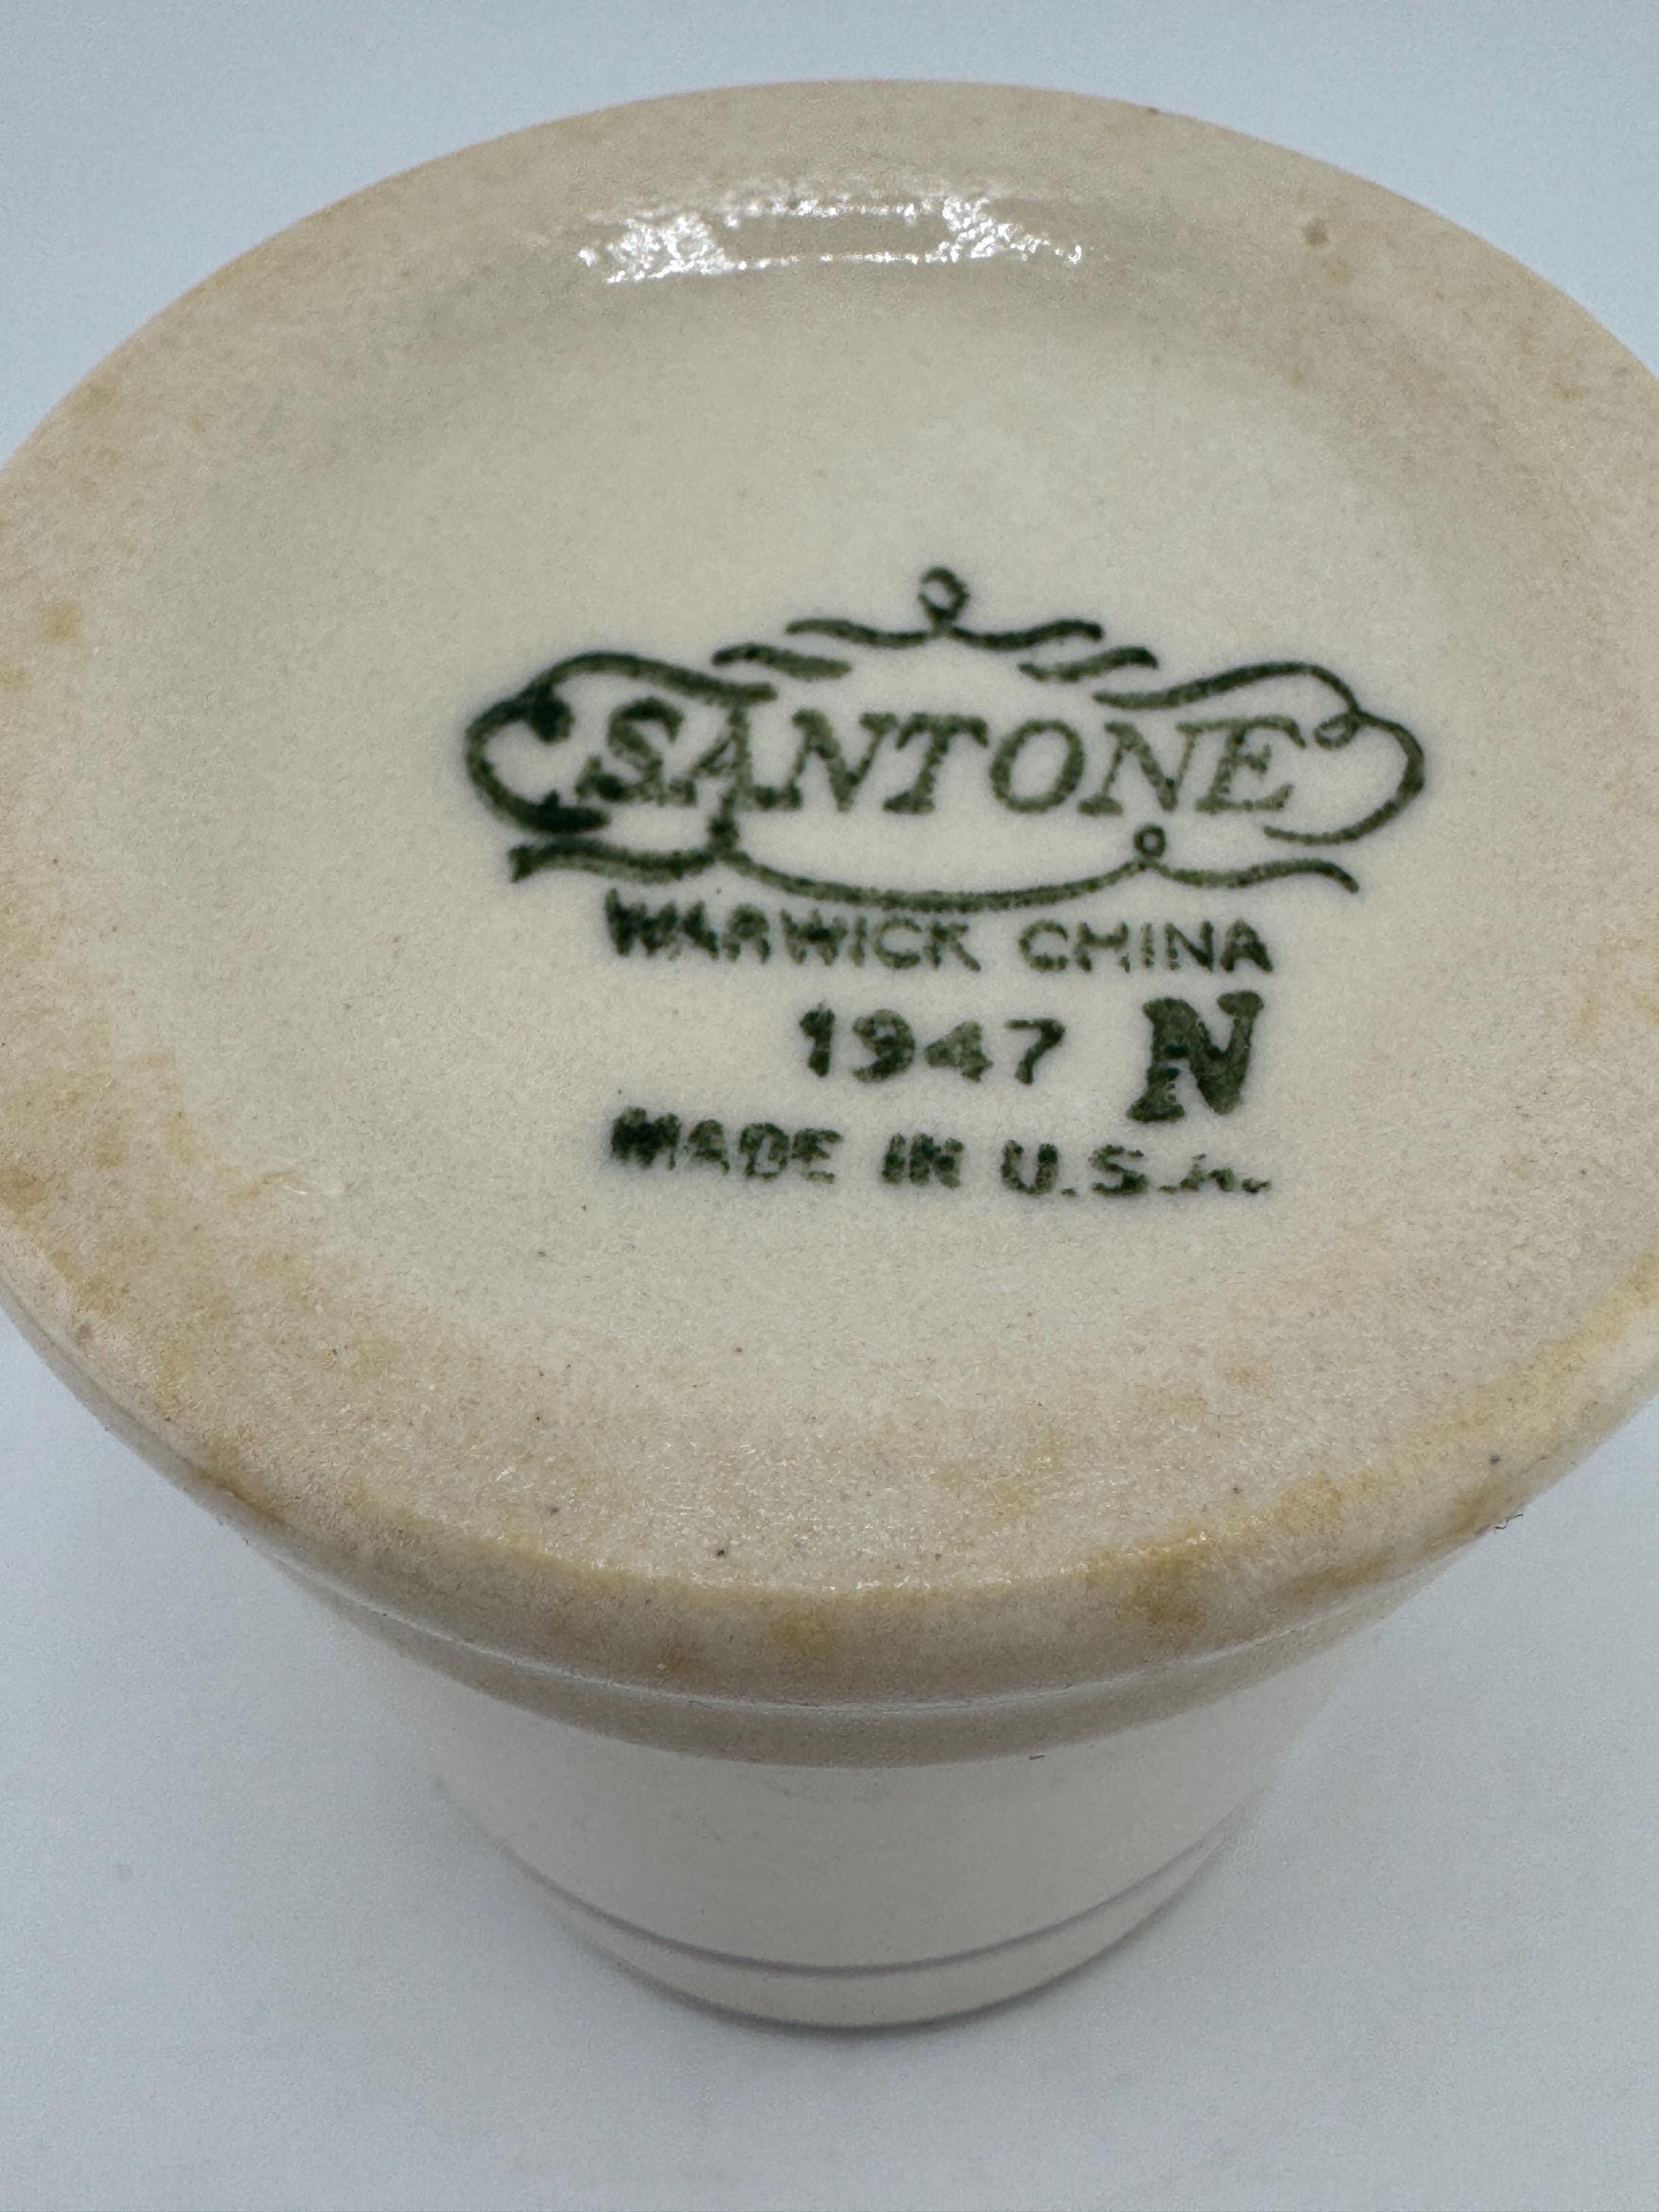 SANTONE
WARWICK CHINA
1947 N
MADE IN U.S.A.